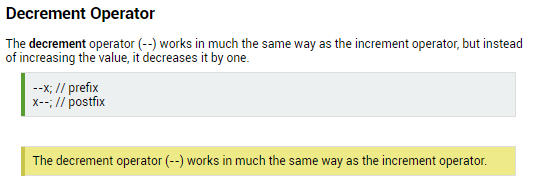 Decrement Operator
The decrement operator (--) works in much the same way as the increment operator, but instead
of increasing the value, it decreases it by one.
--x; // prefix
x--; // postfix
The decrement operator (--) works in much the same way as the increment operator.